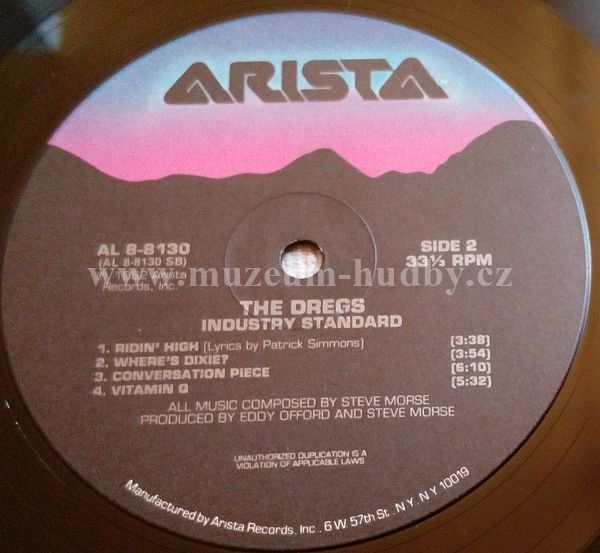 ARISTA
AL 8-8130
(AL 8-8130 SB)
℗ 1982 Arista
Records, Inc.
SIDE 2
33⅓ RPM
www.muzeum-hudby.cz
THE DREGS
INDUSTRY STANDARD
1. RIDIN' HIGH (Lyrics by Patrick Simmons) (3:38)
2. WHERE'S DIXIE? (3:54)
3. CONVERSATION PIECE (6:10)
4. VITAMIN Q (5:32)
ALL MUSIC COMPOSED BY STEVE MORSE
PRODUCED BY EDDY OFFORD AND STEVE MORSE
UNAUTHORIZED DUPLICATION IS A
VIOLATION OF APPLICABLE LAWS
Manufactured by Arista Records, Inc. 6 W 57th St., N.Y. N.Y 10019